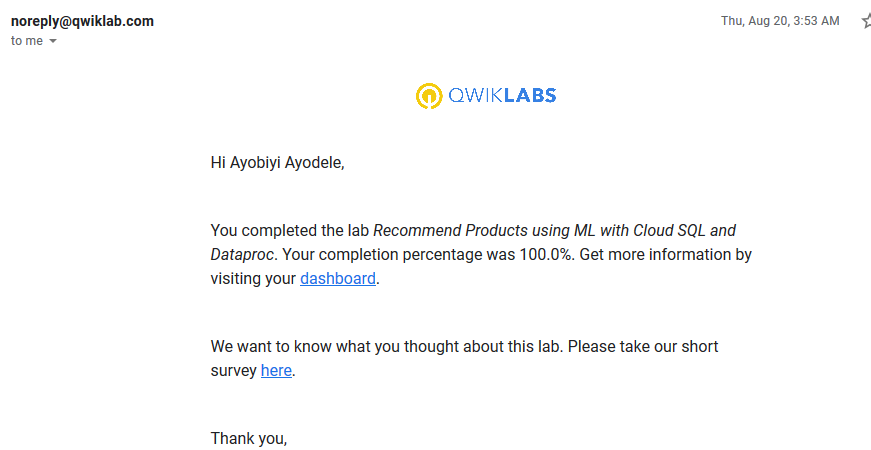 noreply@qwiklab.com
Thu, Aug 20, 3:53 AM
to me
QWIKLABS
Hi Ayobiyi Ayodele,
You completed the lab Recommend Products using ML with Cloud SQL and
Dataproc. Your completion percentage was 100.0%. Get more information by
visiting your dashboard.
We want to know what you thought about this lab. Please take our short
survey here.
Thank you,